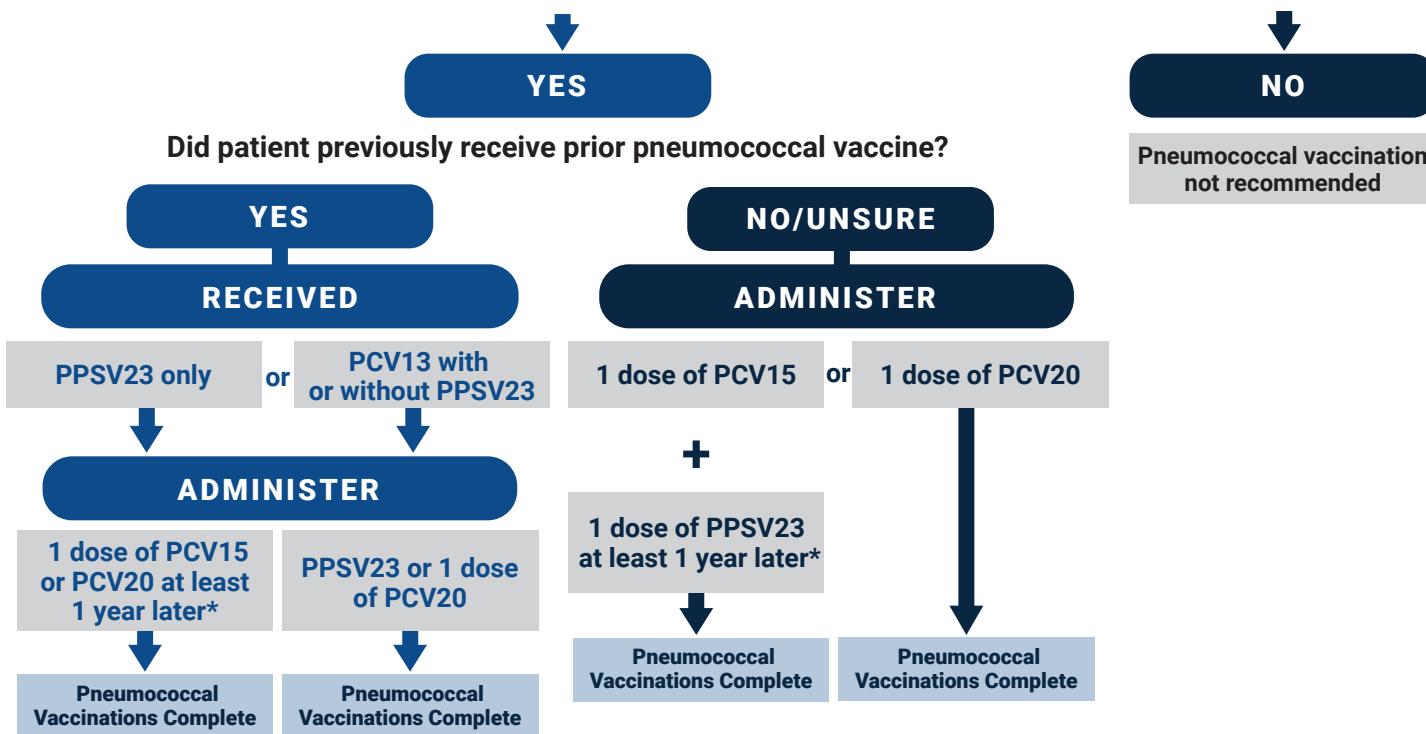 YES
NO
Did patient previously receive prior pneumococcal vaccine?
Pneumococcal vaccination
not recommended
YES
NO/UNSURE
RECEIVED
ADMINISTER
PPSV23 only
or
PCV13 with
or without PPSV23
1 dose of PCV15
or
1 dose of PCV20
+
ADMINISTER
1 dose of PPSV23
at least 1 year later*
1 dose of PCV15
or PCV20 at least
1 year later*
PPSV23 or 1 dose
of PCV20
Pneumococcal
Vaccinations Complete
Pneumococcal
Vaccinations Complete
Pneumococcal
Vaccinations Complete
Pneumococcal
Vaccinations Complete